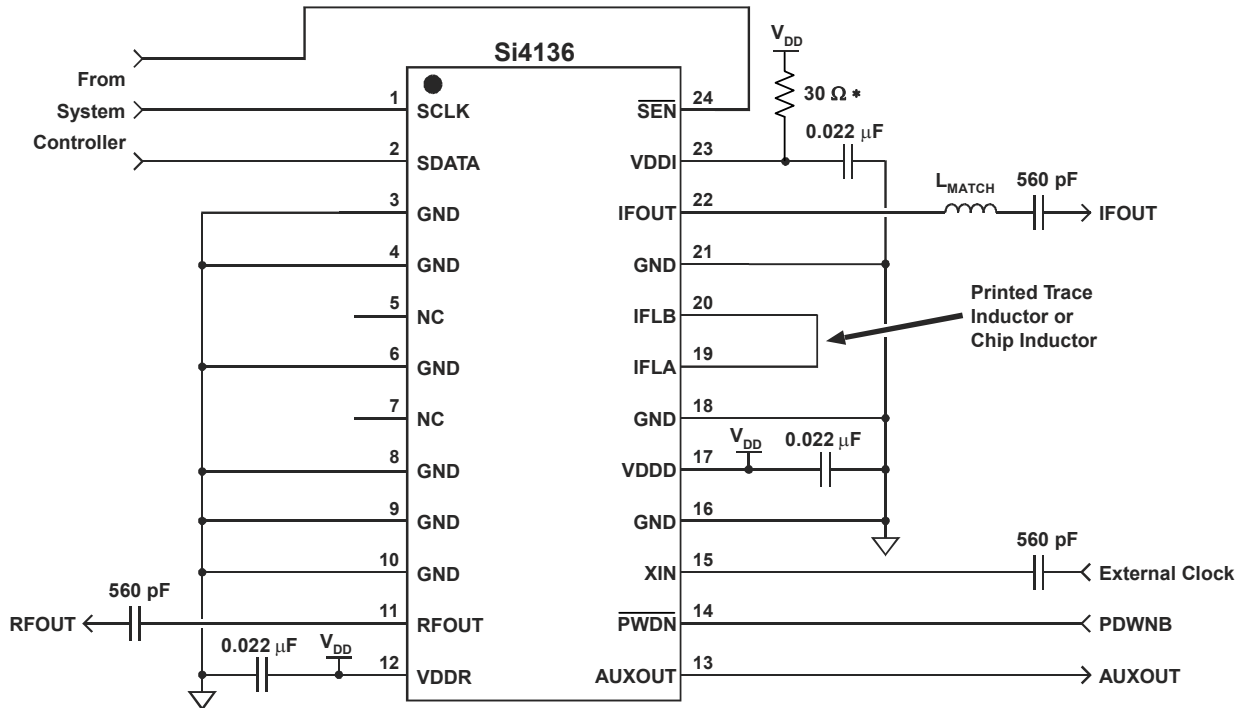 Si4136
From
System
Controller
1 SCLK
2 SDATA
3 GND
4 GND
5 NC
6 GND
7 NC
8 GND
9 GND
10 GND
11 RFOUT
12 VDDR
560 pF
RFOUT
0.022 μF
VDD
24 SEN
23 VDDI
22 IFOUT
21 GND
20 IFLB
19 IFLA
18 GND
17 VDDD
16 GND
15 XIN
14 PWDN
13 AUXOUT
VDD
30 Ω *
0.022 μF
LMATCH
560 pF
IFOUT
Printed Trace
Inductor or
Chip Inductor
VDD
0.022 μF
560 pF
External Clock
PDWNB
AUXOUT